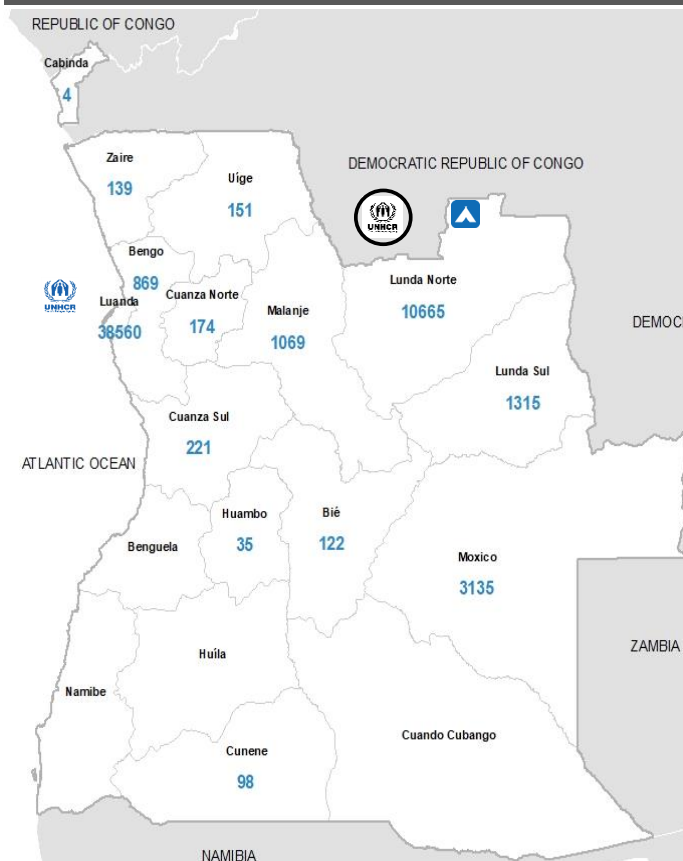 REPUBLIC OF CONGO
Cabinda
4
Zaire
139
Uíge
151
DEMOCRATIC REPUBLIC OF CONGO
UNHCR
Bengo
869
UNHCR
Luanda
38560
Cuanza Norte
174
Malanje
1069
Lunda Norte
10665
DEMOC
Lunda Sul
1315
Cuanza Sul
221
ATLANTIC OCEAN
Huambo
35
Bié
122
Benguela
Moxico
3135
ZAMBIA
Huíla
Namibe
Cuando Cubango
Cunene
98
NAMIBIA